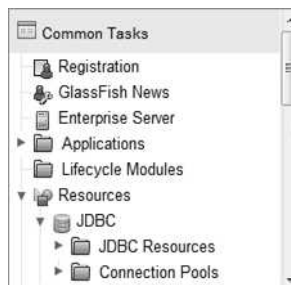 Common Tasks
Registration
GlassFish News
Enterprise Server
Applications
Lifecycle Modules
Resources
JDBC
JDBC Resources
Connection Pools